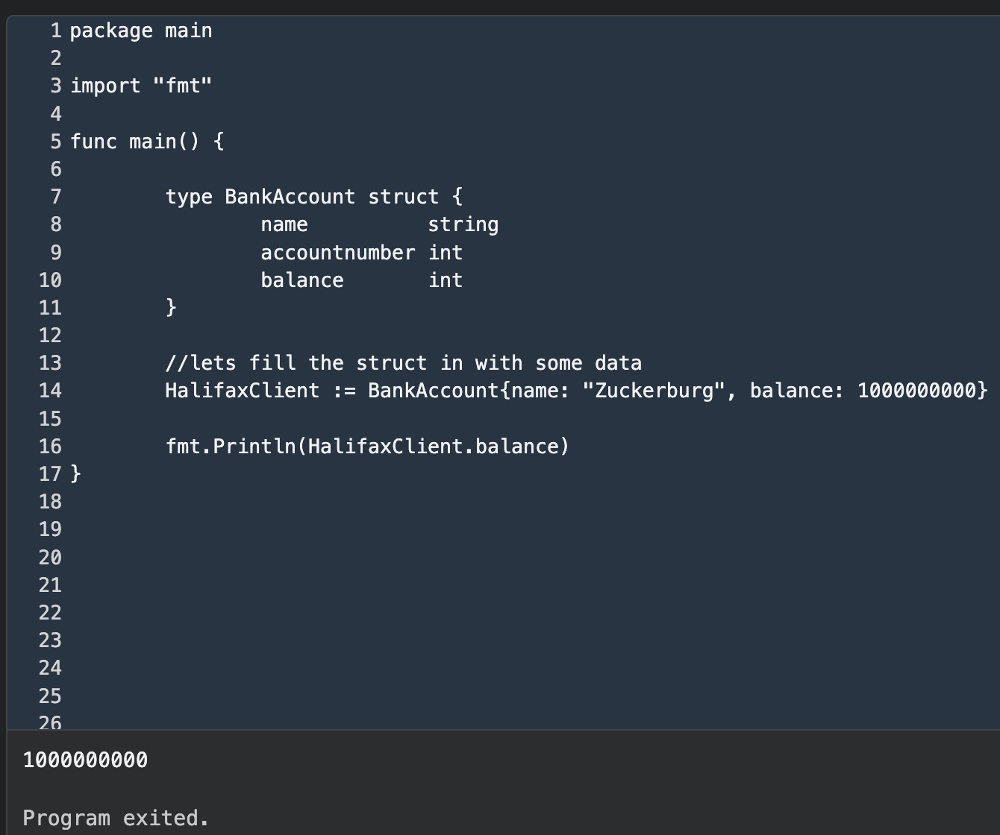 1 package main
2
3 import "fmt"
4
5 func main() {
6
7         type BankAccount struct {
8                 name          string
9                 accountnumber int
10                 balance       int
11         }
12
13         //lets fill the struct in with some data
14         HalifaxClient := BankAccount{name: "Zuckerburg", balance: 1000000000}
15
16         fmt.Println(HalifaxClient.balance)
17 }
18
19
20
21
22
23
24
25
26
1000000000
Program exited.